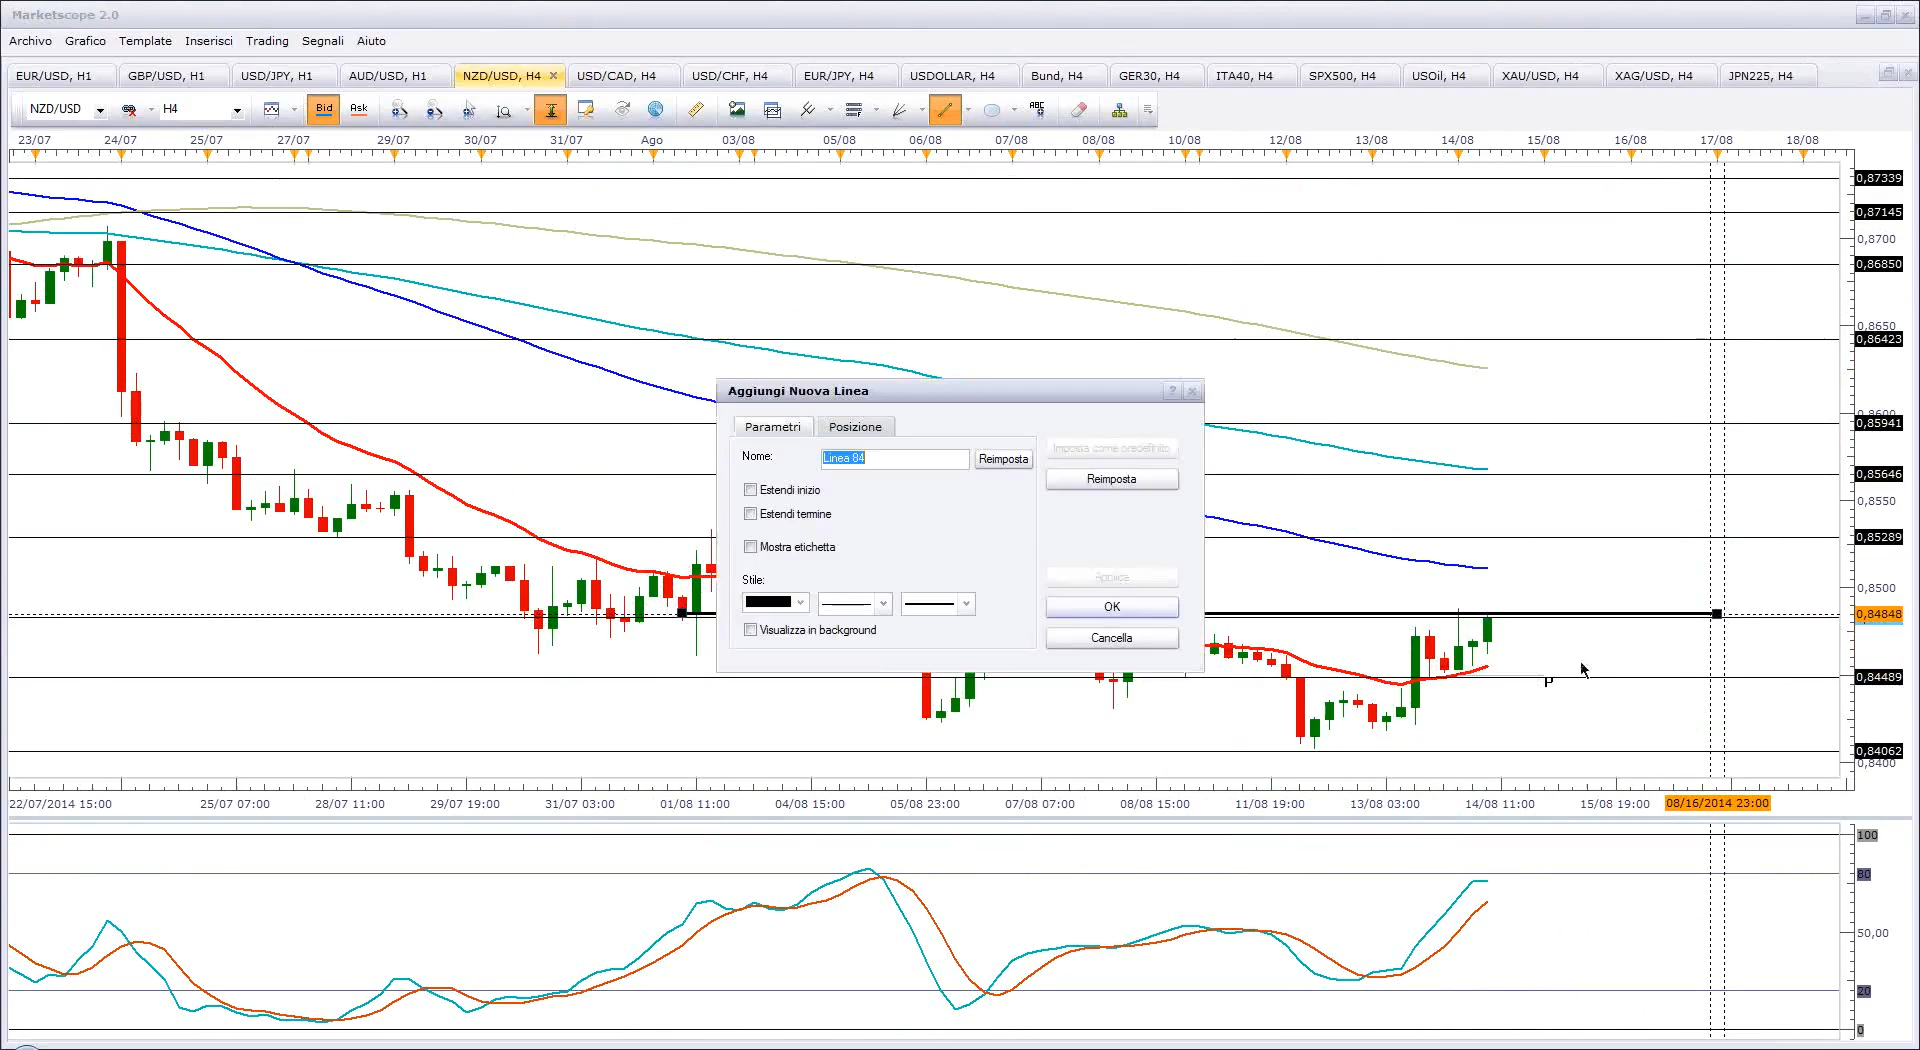 Marketscope 2.0
Archivo Grafico Template Inserisci Trading Segnali Aiuto
EUR/USD, H1 GBP/USD, H1 USD/JPY, H1 AUD/USD, H1 NZD/USD, H4 USD/CAD, H4 USD/CHF, H4 EUR/JPY, H4 USDOLLAR, H4 Bund, H4 GER30, H4 ITA40, H4 SPX500, H4 USOil, H4 XAU/USD, H4 XAG/USD, H4 JPN225, H4
NZD/USD H4 Bid Ask ABC
23/07 24/07 25/07 27/07 29/07 30/07 31/07 Ago 03/08 05/08 06/08 07/08 08/08 10/08 12/08 13/08 14/08 15/08 16/08 17/08 18/08
0,87339
0,87145
0,8700
0,86850
0,8650
0,86423
Aggiungi Nuova Linea
0,8600
0,85941
Parametri Posizione
Imposta come predefinito
Nome: Linea 84 Reimposta
0,85646
Reimposta
Estendi inizio
0,8550
Estendi termine
0,85289
Mostra etichetta
Applica
Stile:
0,8500
OK
0,84848
Visualizza in background
Cancella
0,84489
P
0,84062
0,8400
22/07/2014 15:00 25/07 07:00 28/07 11:00 29/07 19:00 31/07 03:00 01/08 11:00 04/08 15:00 05/08 23:00 07/08 07:00 08/08 15:00 11/08 19:00 13/08 03:00 14/08 11:00 15/08 19:00 08/16/2014 23:00
100
80
50,00
20
0